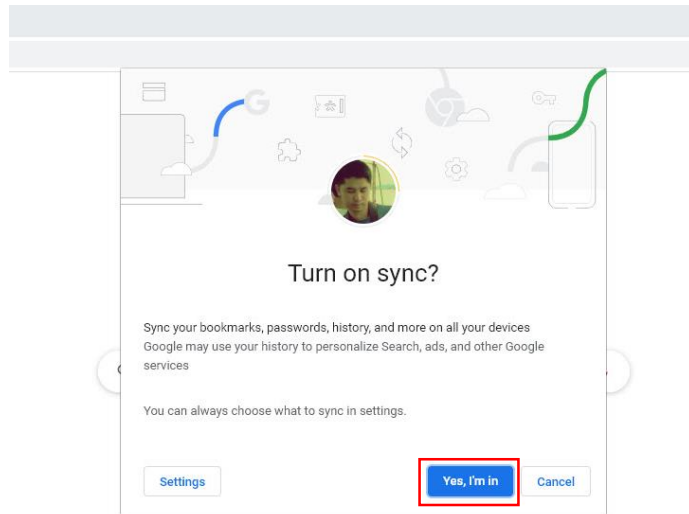 Turn on sync?
Sync your bookmarks, passwords, history, and more on all your devices
Google may use your history to personalize Search, ads, and other Google
services
You can always choose what to sync in settings.
Settings
Yes, I'm in
Cancel